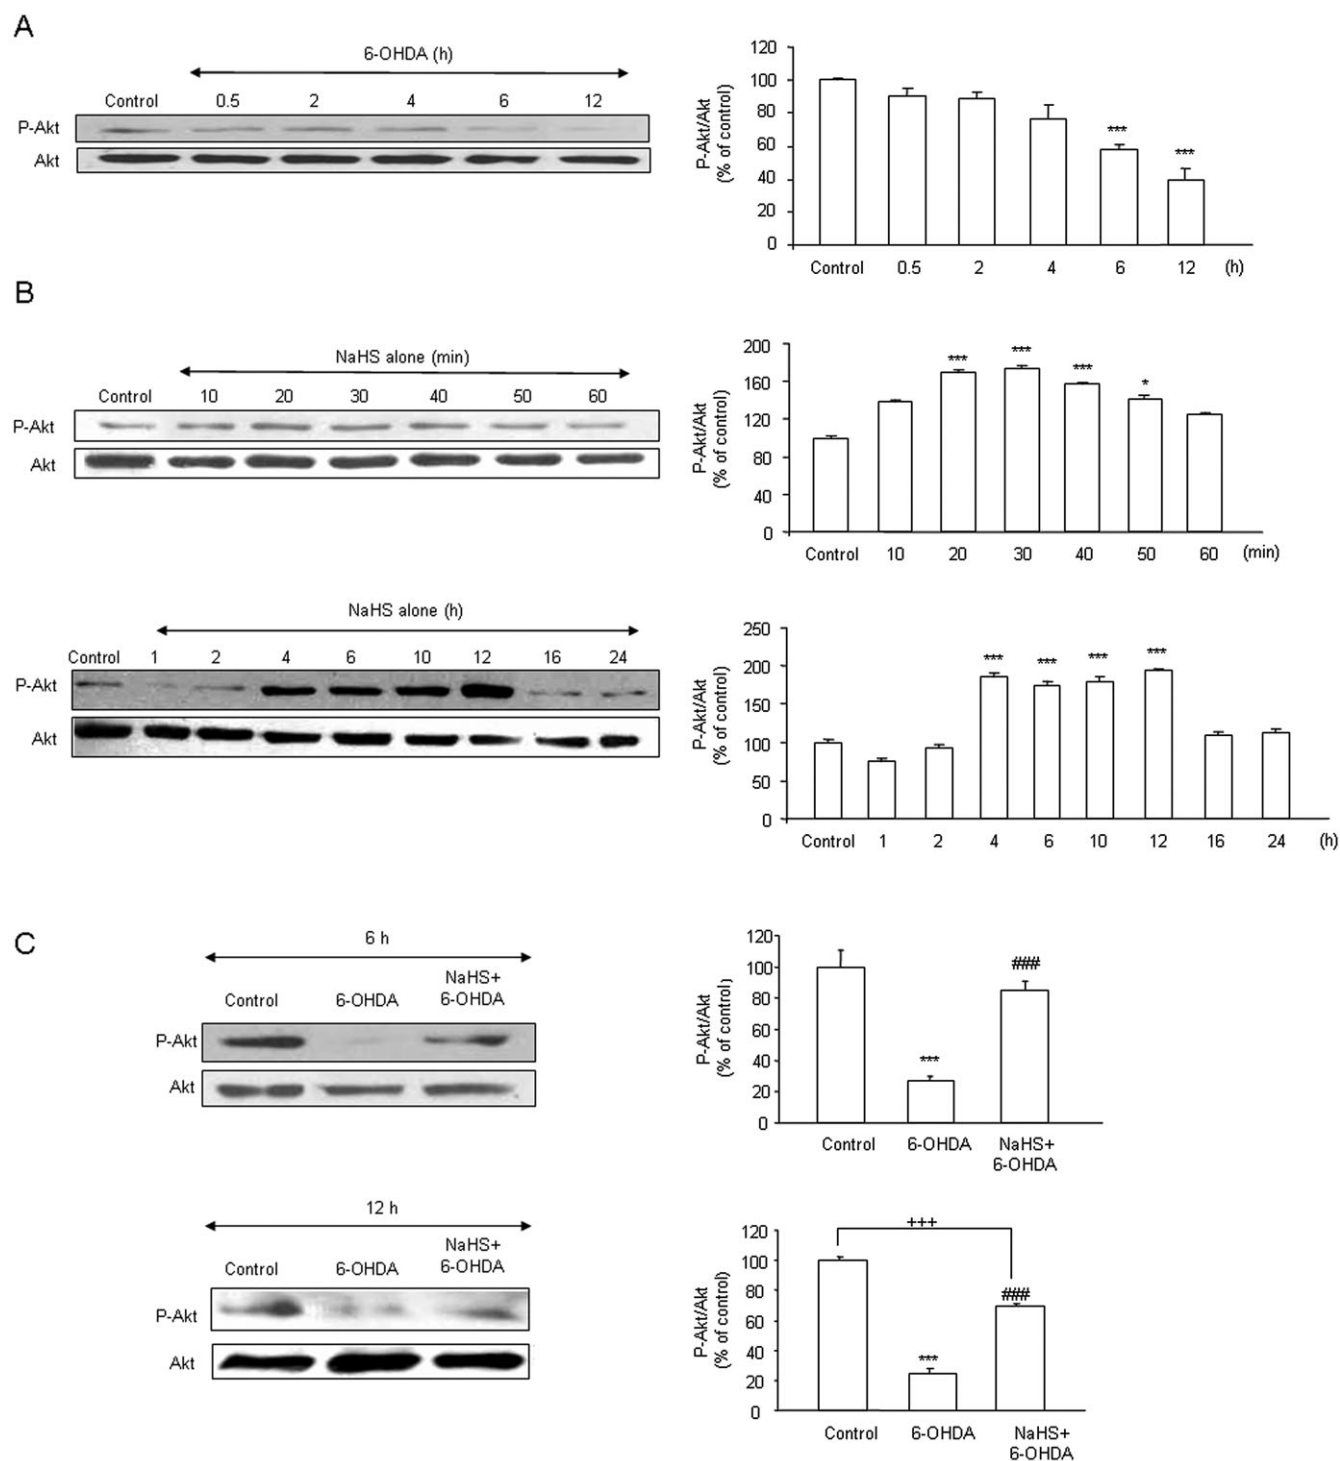 A
6-OHDA (h)
Control 0.5 2 4 6 12
P-Akt
Akt
P-Akt/Akt
(% of control)
120
100
80
60
40
20
0
***
***
Control 0.5 2 4 6 12 (h)
B
NaHS alone (min)
Control 10 20 30 40 50 60
P-Akt
Akt
P-Akt/Akt
(% of control)
200
160
120
80
40
0
***
***
***
*
Control 10 20 30 40 50 60 (min)
NaHS alone (h)
Control 1 2 4 6 10 12 16 24
P-Akt
Akt
P-Akt/Akt
(% of control)
250
200
150
100
50
0
***
***
***
***
Control 1 2 4 6 10 12 16 24 (h)
C
6 h
Control 6-OHDA NaHS+
6-OHDA
P-Akt
Akt
P-Akt/Akt
(% of control)
120
100
80
60
40
20
0
***
###
Control 6-OHDA NaHS+
6-OHDA
12 h
Control 6-OHDA NaHS+
6-OHDA
P-Akt
Akt
P-Akt/Akt
(% of control)
120
100
80
60
40
20
0
+++
***
###
Control 6-OHDA NaHS+
6-OHDA